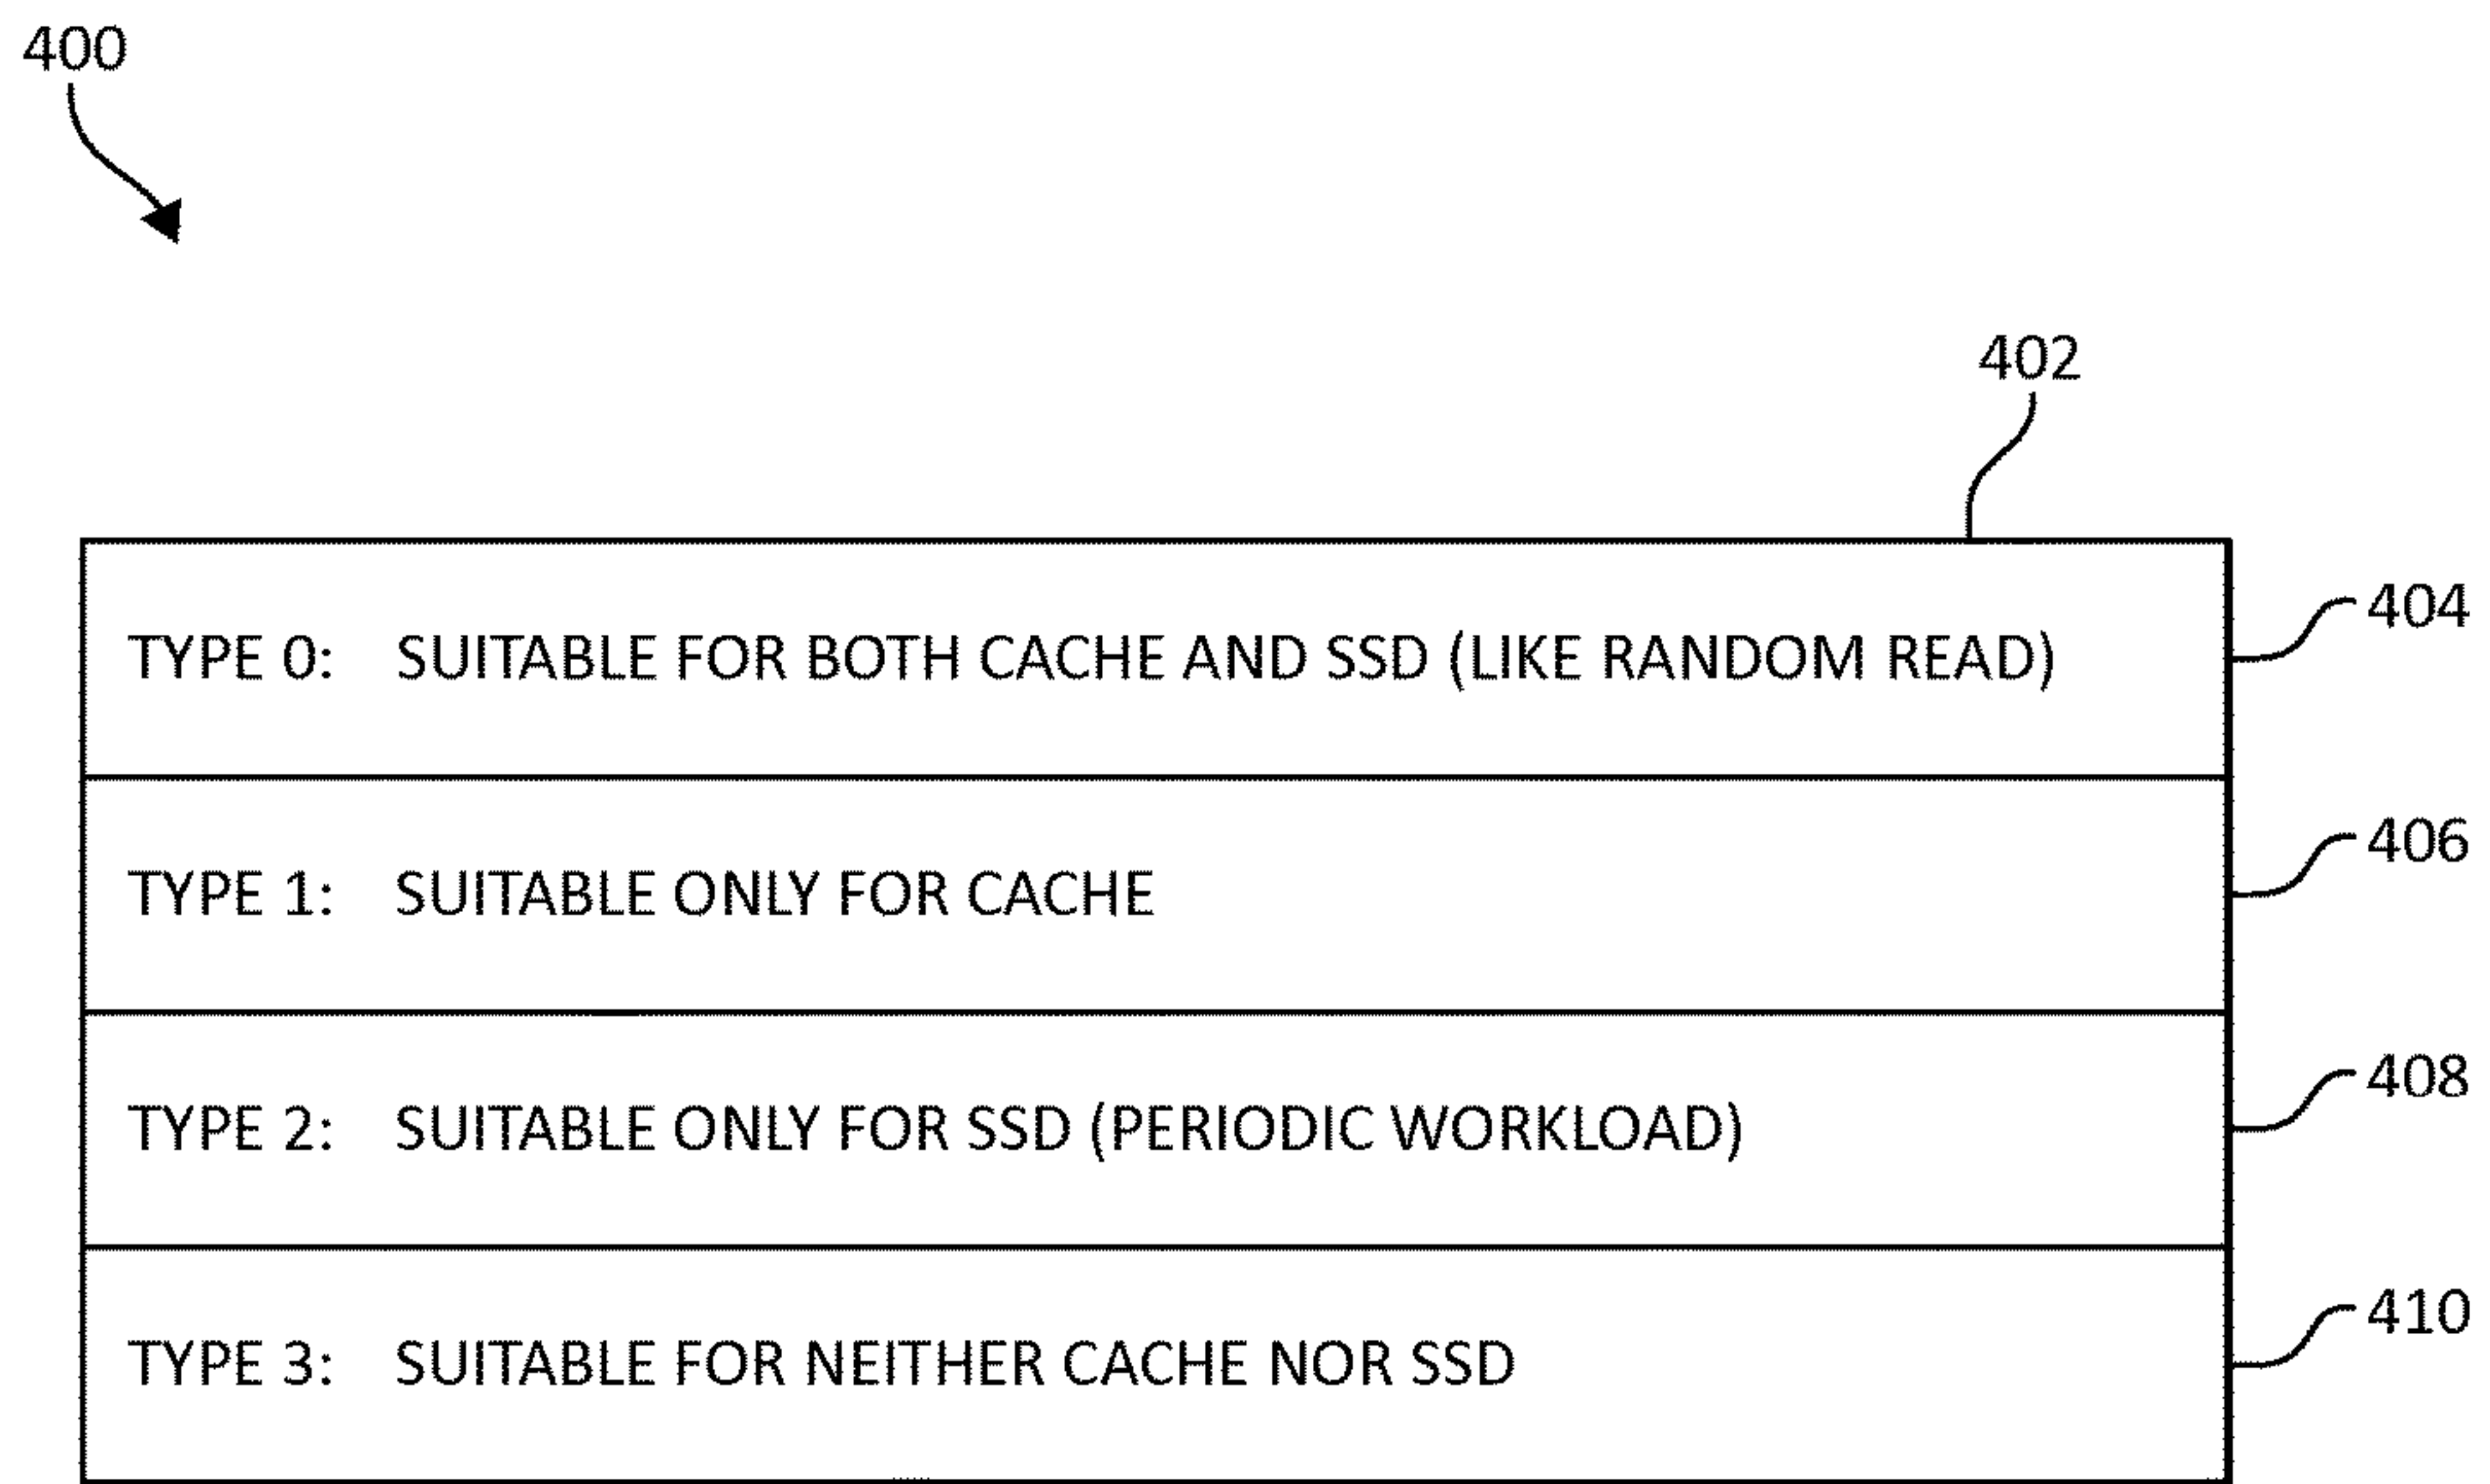 400
402
TYPE 0: SUITABLE FOR BOTH CACHE AND SSD (LIKE RANDOM READ)
404
TYPE 1: SUITABLE ONLY FOR CACHE
406
TYPE 2: SUITABLE ONLY FOR SSD (PERIODIC WORKLOAD)
408
TYPE 3: SUITABLE FOR NEITHER CACHE NOR SSD
410